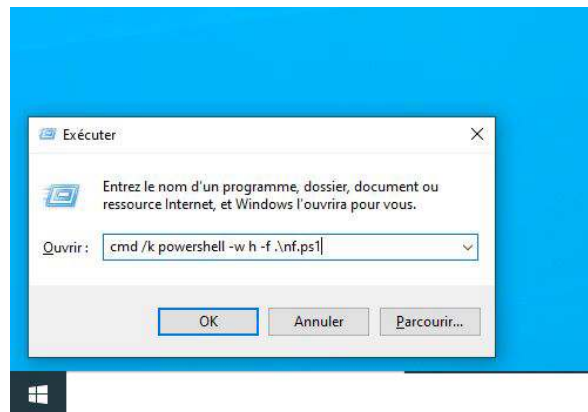 Exécuter
Entrez le nom d'un programme, dossier, document ou
ressource Internet, et Windows l'ouvrira pour vous.
Ouvrir :
cmd /k powershell -w h -f .\nf.ps1
OK
Annuler
Parcourir...